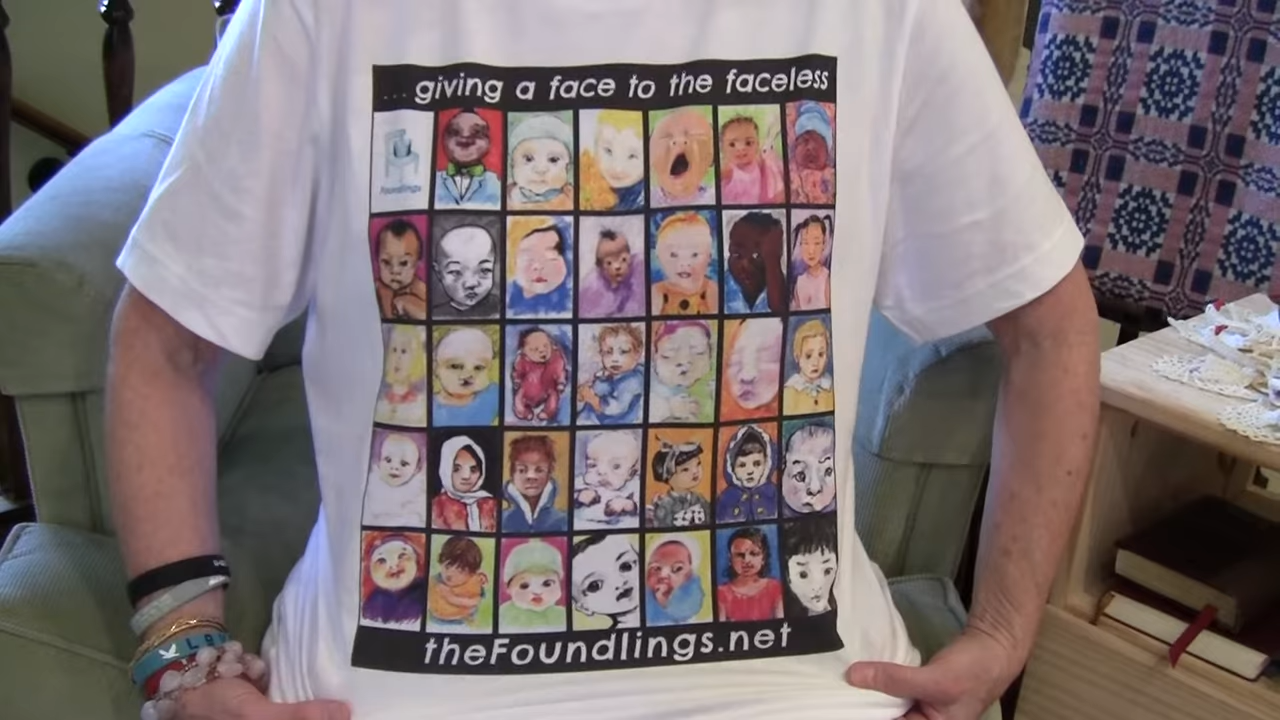 ... giving a face to the faceless
foundlings
theFoundlings.net